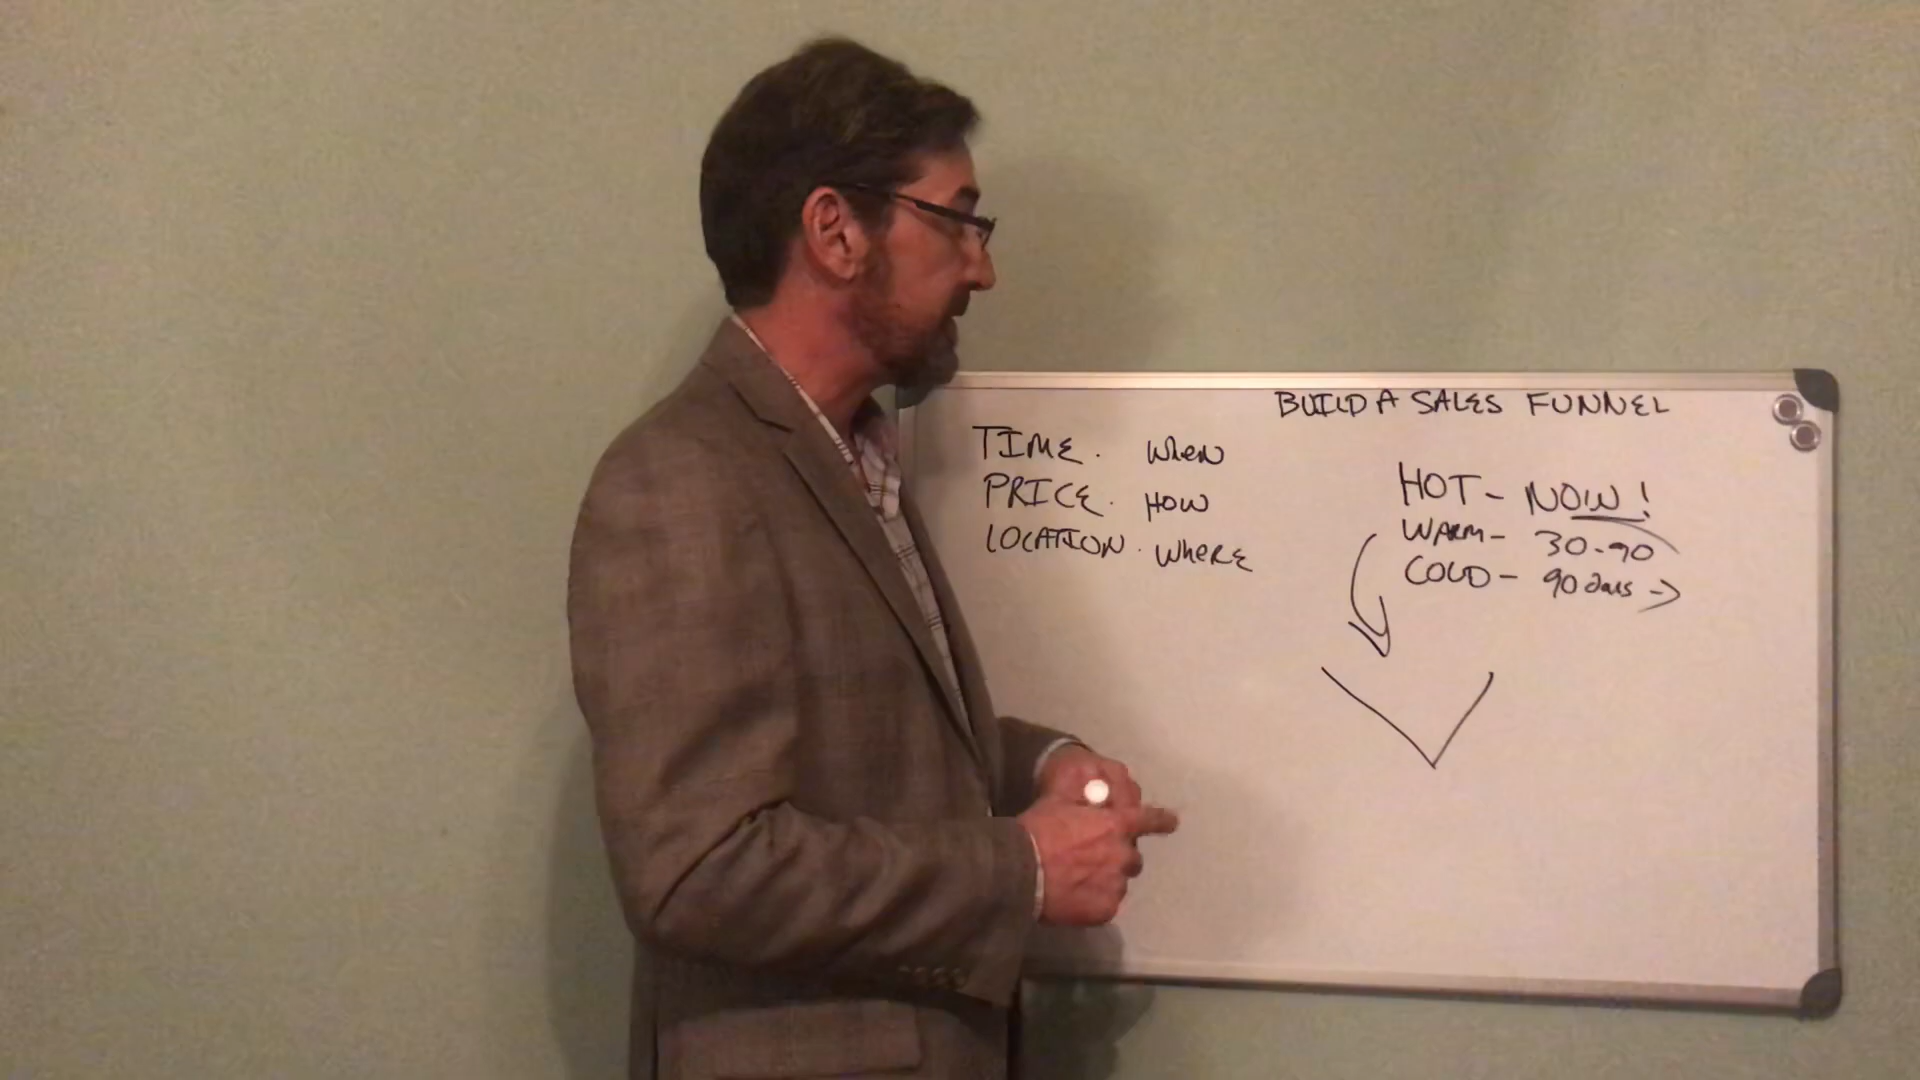 BUILD A SALES FUNNEL
TIME. When
PRICE. HOW
LOCATION. WHERE
HOT - NOW!
WARM - 30-90
COLD - 90 days ->